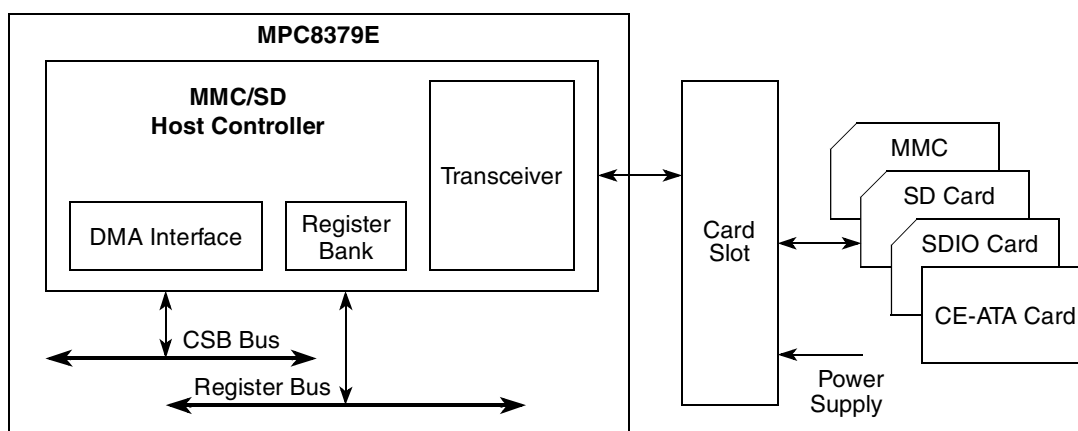 MPC8379E
MMC/SD
Host Controller
Transceiver
DMA Interface
Register
Bank
CSB Bus
Register Bus
Card
Slot
MMC
SD Card
SDIO Card
CE-ATA Card
Power
Supply